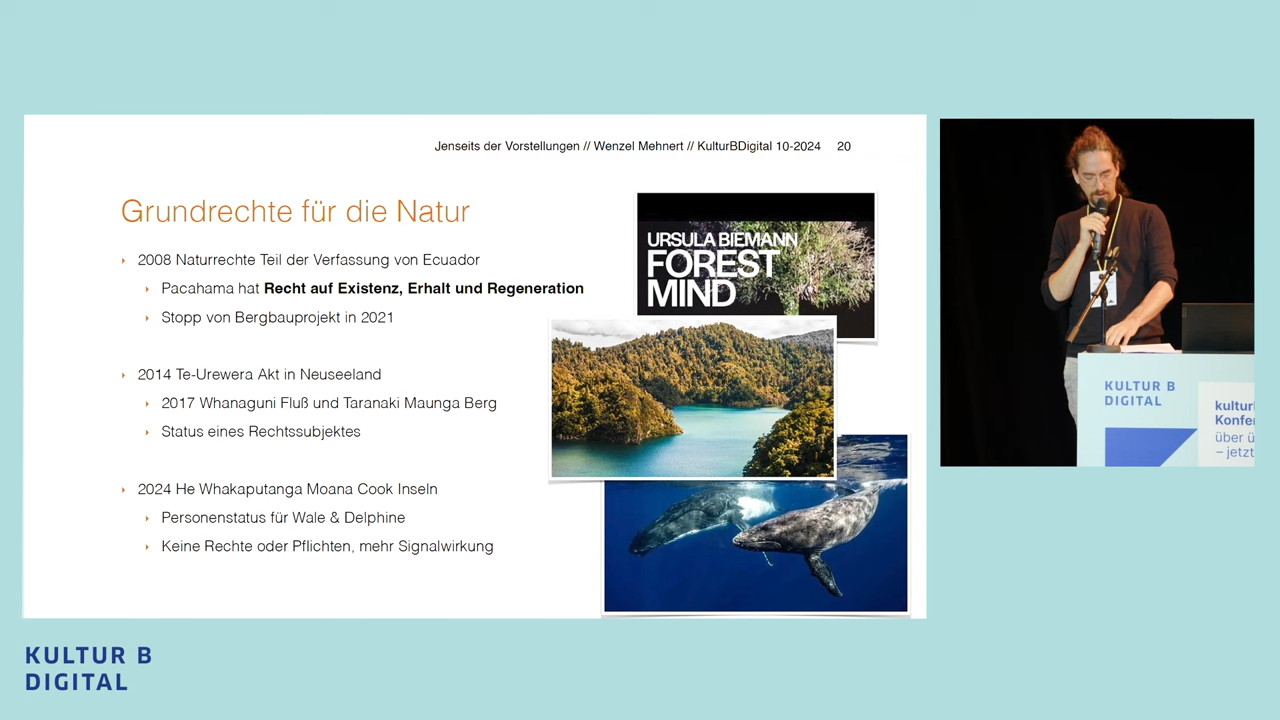 Jenseits der Vorstellungen // Wenzel Mehnert // KulturBDigital 10-2024 20
Grundrechte für die Natur
2008 Naturrechte Teil der Verfassung von Ecuador
Pacahama hat Recht auf Existenz, Erhalt und Regeneration
Stopp von Bergbauprojekt in 2021
2014 Te-Urewera Akt in Neuseeland
2017 Whanaguni Fluß und Taranaki Maunga Berg
Status eines Rechtssubjektes
2024 He Whakaputanga Moana Cook Inseln
Personenstatus für Wale & Delphine
Keine Rechte oder Pflichten, mehr Signalwirkung
URSULA BIEMANN
FOREST
MIND
KULTUR B
DIGITAL
kultur
Konfe
über ü
– jetzt
KULTUR B
DIGITAL